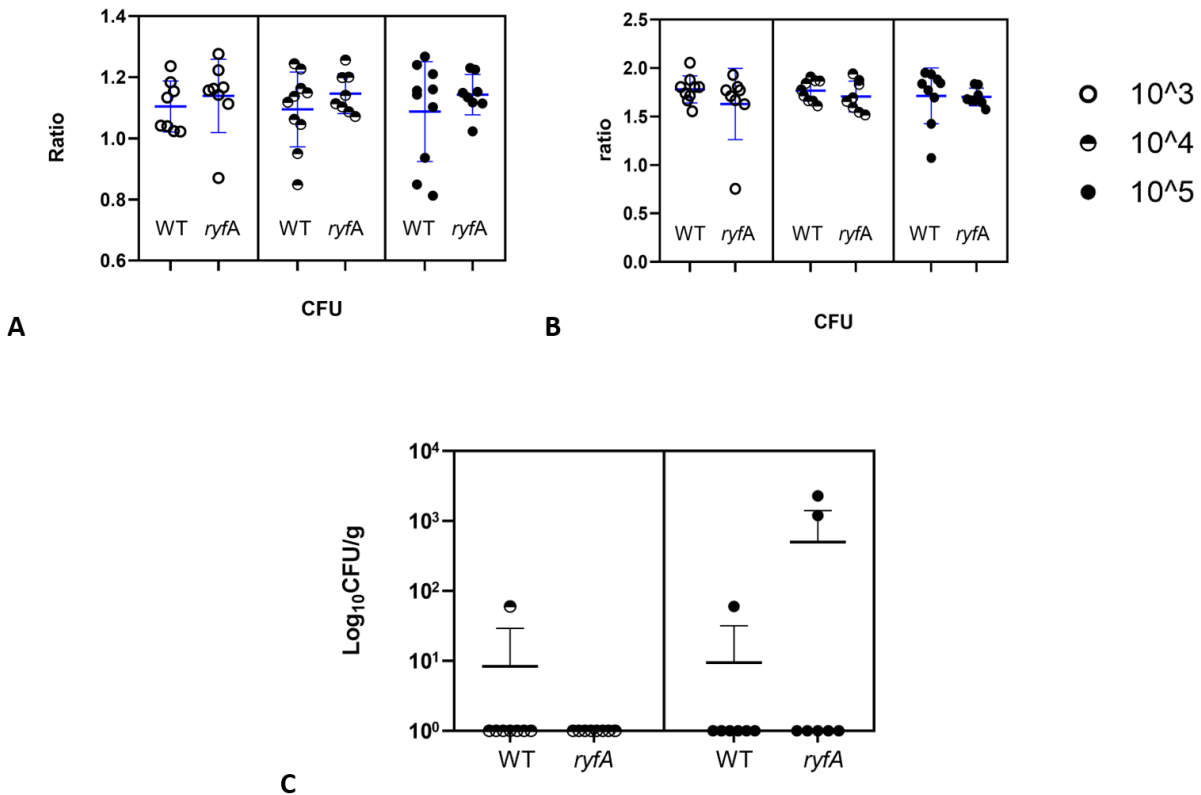 1.4
1.2
1.0
0.8
0.6
Ratio
WT ryfA WT ryfA WT ryfA
CFU
A
2.5
2.0
1.5
1.0
0.5
0.0
ratio
WT ryfA WT ryfA WT ryfA
CFU
B
10^3
10^4
10^5
10⁴
10³
10²
10¹
10⁰
Log₁₀CFU/g
WT ryfA WT ryfA
C